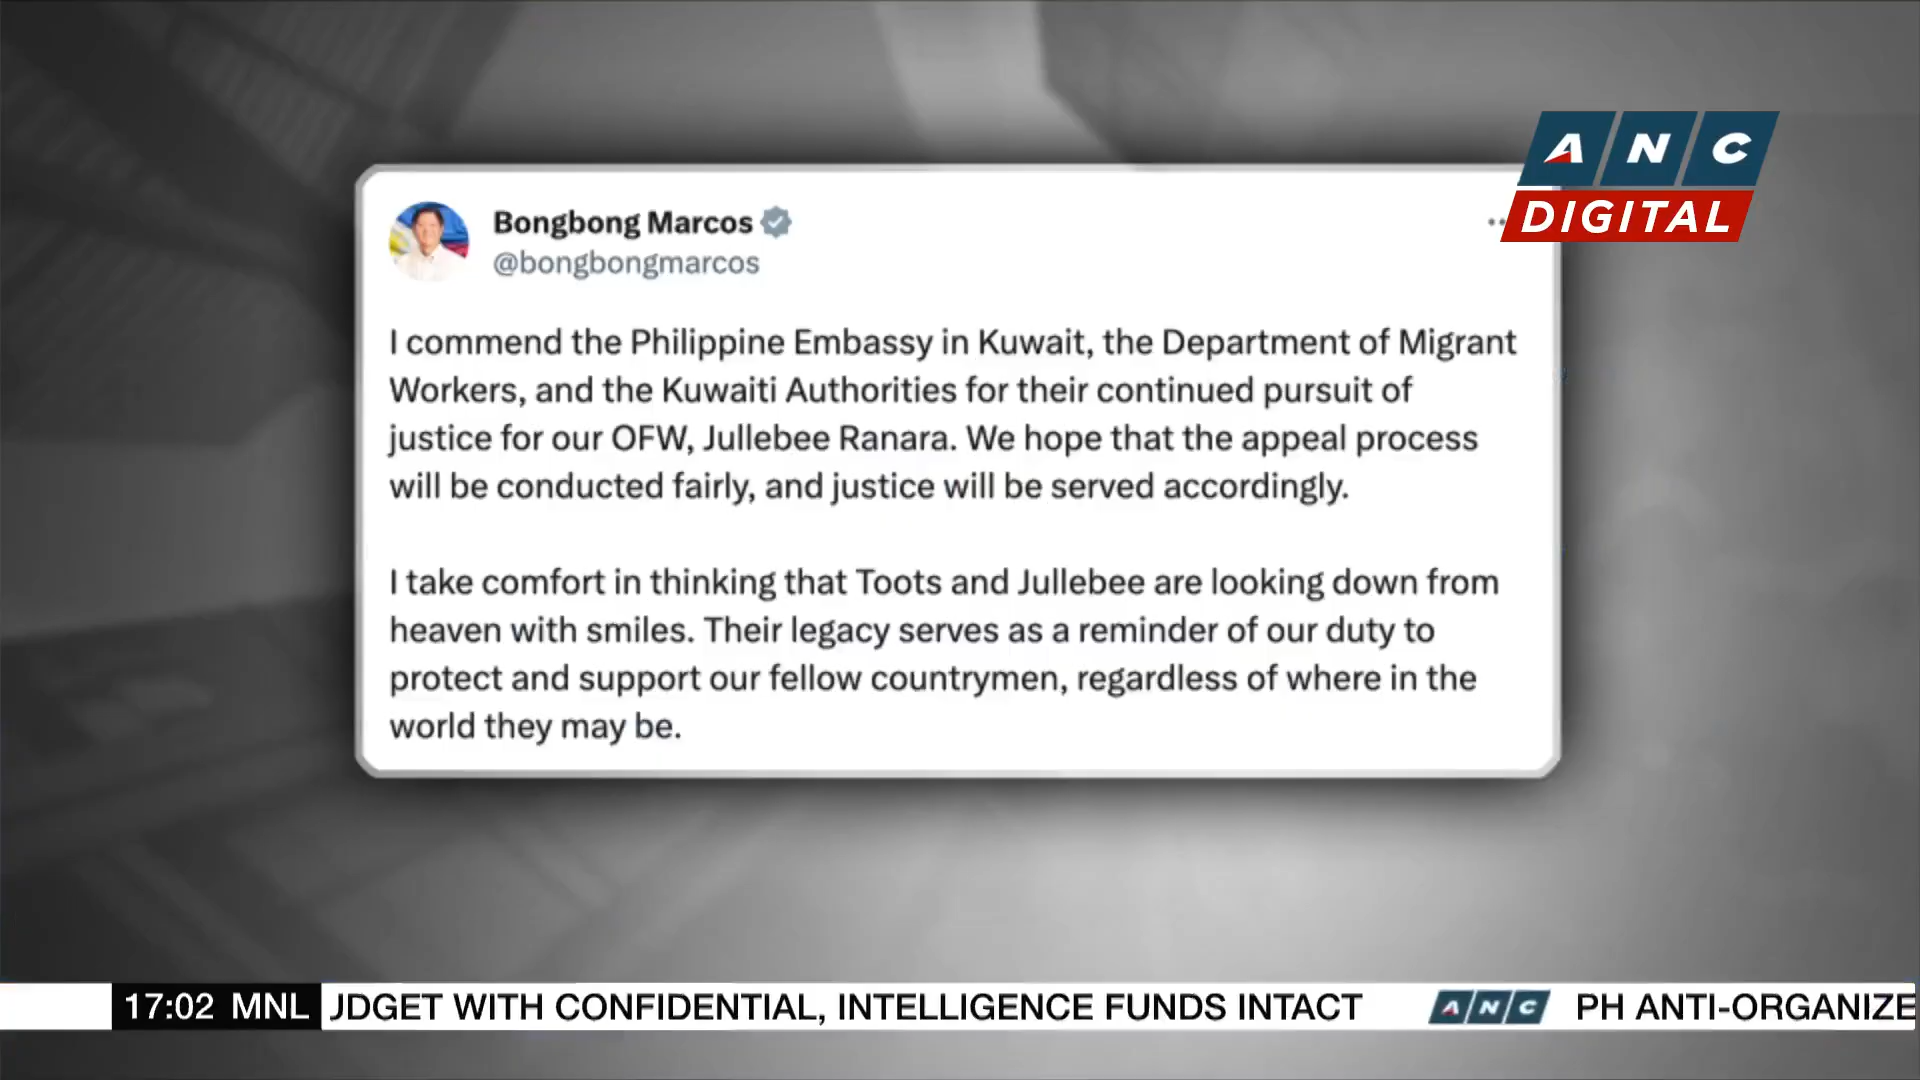 ANC
DIGITAL
Bongbong Marcos
@bongbongmarcos
I commend the Philippine Embassy in Kuwait, the Department of Migrant
Workers, and the Kuwaiti Authorities for their continued pursuit of
justice for our OFW, Jullebee Ranara. We hope that the appeal process
will be conducted fairly, and justice will be served accordingly.
I take comfort in thinking that Toots and Jullebee are looking down from
heaven with smiles. Their legacy serves as a reminder of our duty to
protect and support our fellow countrymen, regardless of where in the
world they may be.
17:02 MNL JDGET WITH CONFIDENTIAL, INTELLIGENCE FUNDS INTACT ANC PH ANTI-ORGANIZE